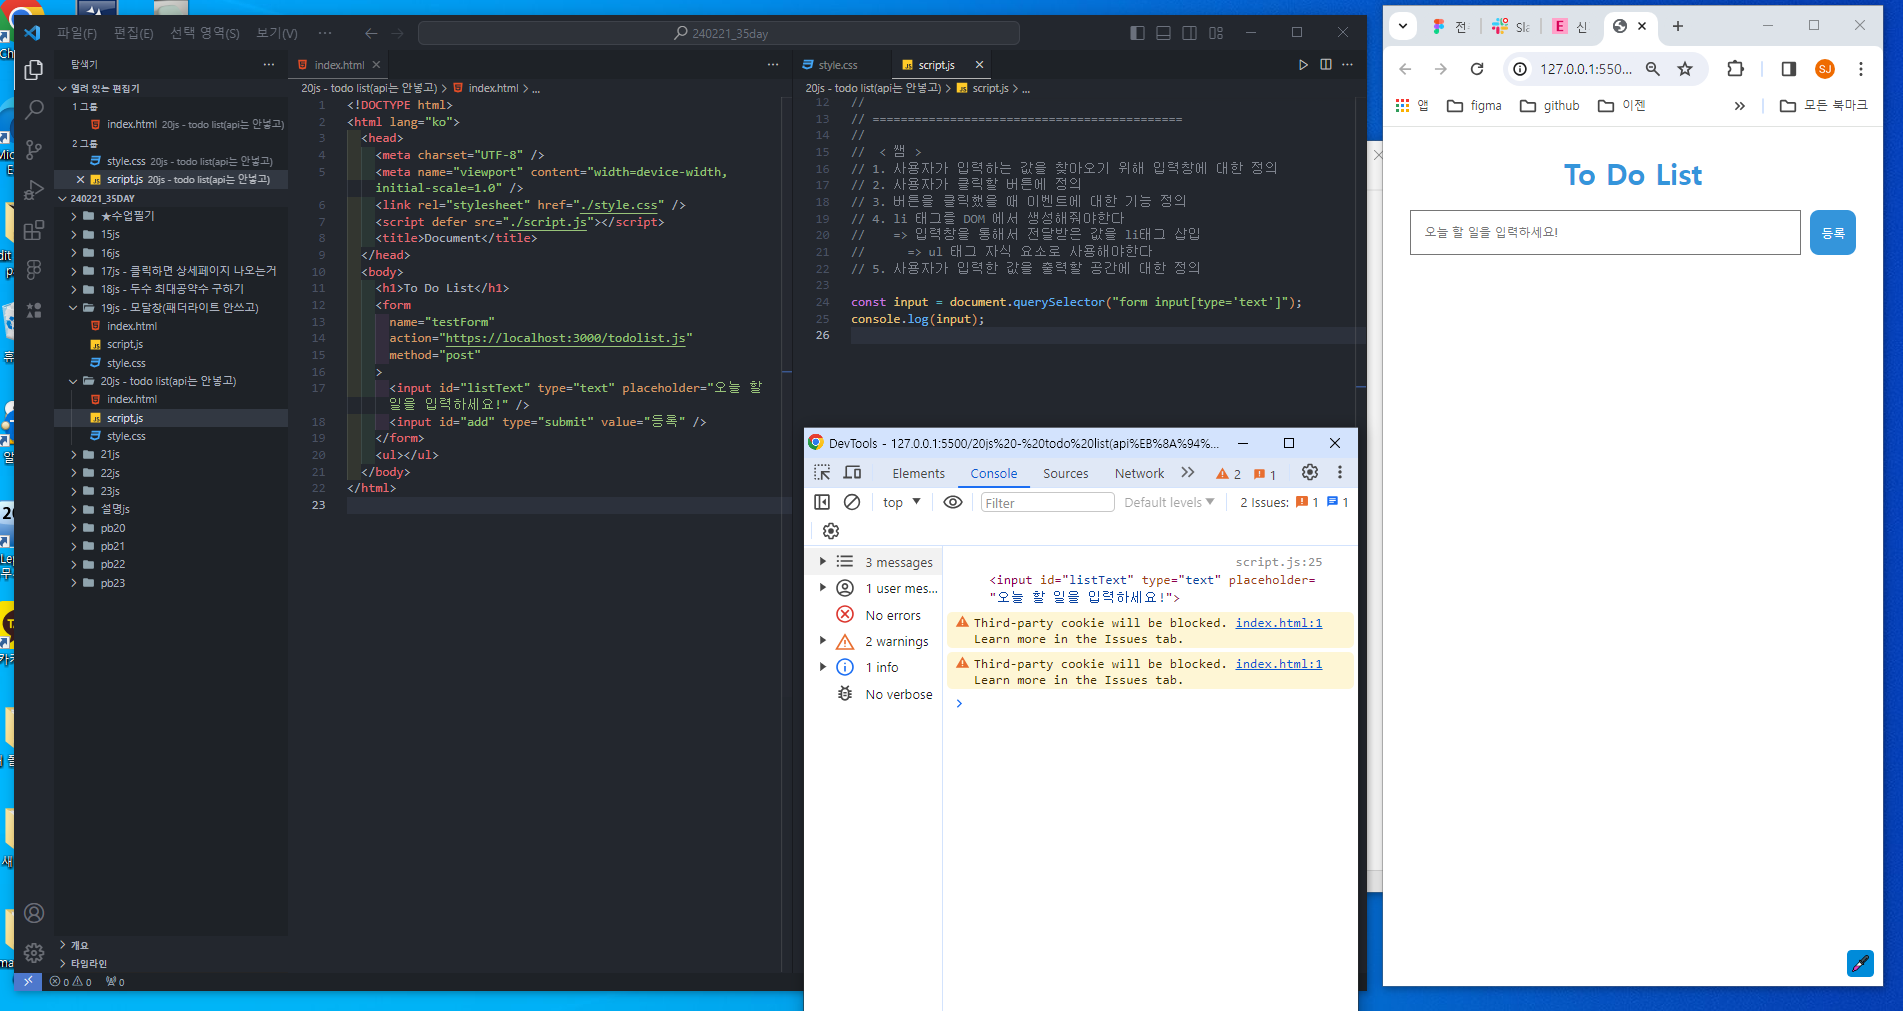 파일(F) 편집(E) 선택 영역(S) 보기(V) ···
240221_35day
탐색기
열려 있는 편집기
1 그룹
index.html 20js - todo list(api는 안넣고)
2 그룹
style.css 20js - todo list(api는 안넣고)
script.js 20js - todo list(api는 안넣고)
240221_35DAY
★수업필기
15js
16js
17js - 클릭하면 상세페이지 나오는거
18js - 두수 최대공약수 구하기
19js - 모달창(페더라이트 안쓰고)
index.html
script.js
style.css
20js - todo list(api는 안넣고)
index.html
script.js
style.css
21js
22js
23js
설명js
pb20
pb21
pb22
pb23
개요
타임라인
0 0 0
index.html
20js - todo list(api는 안넣고) > index.html > ...
1 <!DOCTYPE html>
2 <html lang="ko">
3 <head>
4 <meta charset="UTF-8" />
5 <meta name="viewport" content="width=device-width,
initial-scale=1.0" />
6 <link rel="stylesheet" href="./style.css" />
7 <script defer src="./script.js"></script>
8 <title>Document</title>
9 </head>
10 <body>
11 <h1>To Do List</h1>
12 <form
13 name="testForm"
14 action="https://localhost:3000/todolist.js"
15 method="post"
16 >
17 <input id="listText" type="text" placeholder="오늘 할
일을 입력하세요!" />
18 <input id="add" type="submit" value="등록" />
19 </form>
20 <ul></ul>
21 </body>
22 </html>
23
style.css script.js
20js - todo list(api는 안넣고) > script.js > ...
12 //
13 // ============================================
14 //
15 // < 쌤 >
16 // 1. 사용자가 입력하는 값을 찾아오기 위해 입력창에 대한 정의
17 // 2. 사용자가 클릭할 버튼에 정의
18 // 3. 버튼을 클릭했을 때 이벤트에 대한 기능 정의
19 // 4. li 태그를 DOM 에서 생성해줘야한다
20 // => 입력창을 통해서 전달받은 값을 li태그 삽입
21 // => ul 태그 자식 요소로 사용해야한다
22 // 5. 사용자가 입력한 값을 출력할 공간에 대한 정의
23
24 const input = document.querySelector("form input[type='text']");
25 console.log(input);
26
DevTools - 127.0.0.1:5500/20js%20-%20todo%20list(api%EB%8A%94%...
Elements Console Sources Network 2 1
top Filter Default levels 2 Issues: 1 1
3 messages
1 user mes...
No errors
2 warnings
1 info
No verbose
script.js:25
<input id="listText" type="text" placeholder=
"오늘 할 일을 입력하세요!">
Third-party cookie will be blocked. index.html:1
Learn more in the Issues tab.
Third-party cookie will be blocked. index.html:1
Learn more in the Issues tab.
전 Sla E 신
127.0.0.1:550... SJ
앱 figma github 이젠 모든 북마크
To Do List
오늘 할 일을 입력하세요!
등록